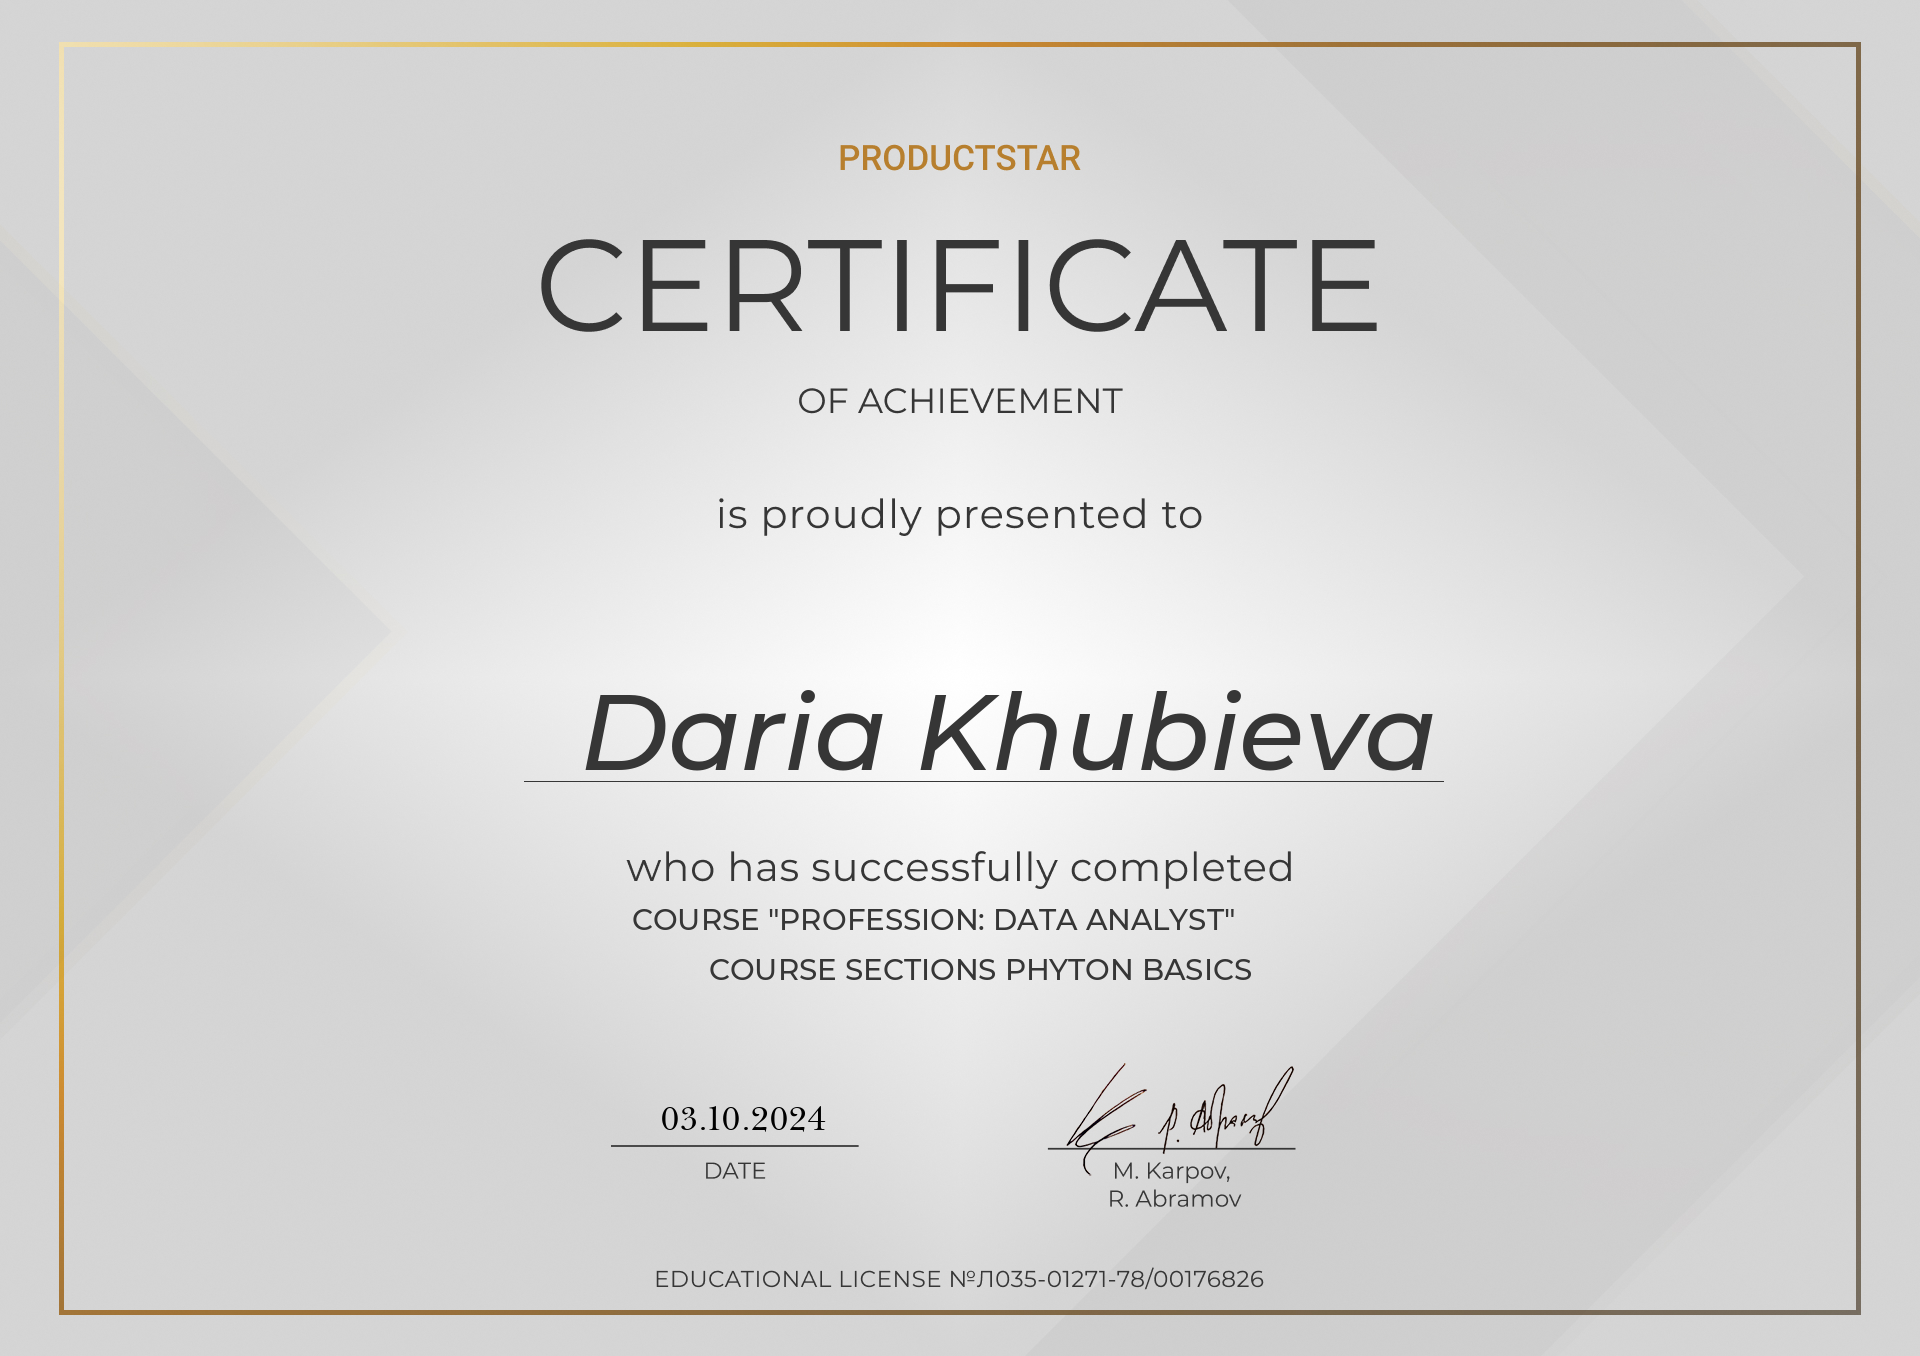 PRODUCTSTAR
CERTIFICATE
OF ACHIEVEMENT
is proudly presented to
Daria Khubieva
who has successfully completed
COURSE "PROFESSION: DATA ANALYST"
COURSE SECTIONS PHYTON BASICS
03.10.2024
DATE
M. Karpov,
R. Abramov
EDUCATIONAL LICENSE №Л035-01271-78/00176826